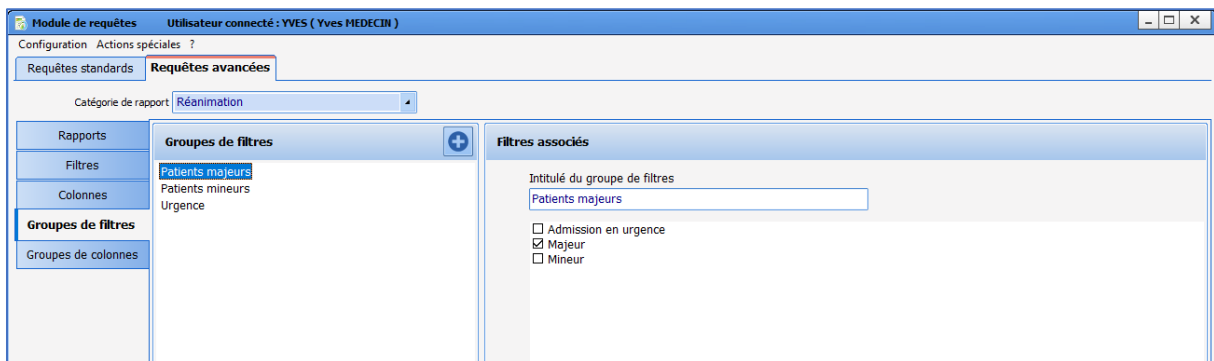 Module de requêtes Utilisateur connecté : YVES ( Yves MEDECIN )
Configuration Actions spéciales ?
Requêtes standards Requêtes avancées
Catégorie de rapport Réanimation
Rapports
Filtres
Colonnes
Groupes de filtres
Groupes de colonnes
Groupes de filtres
Patients majeurs
Patients mineurs
Urgence
Filtres associés
Intitulé du groupe de filtres
Patients majeurs
Admission en urgence
Majeur
Mineur